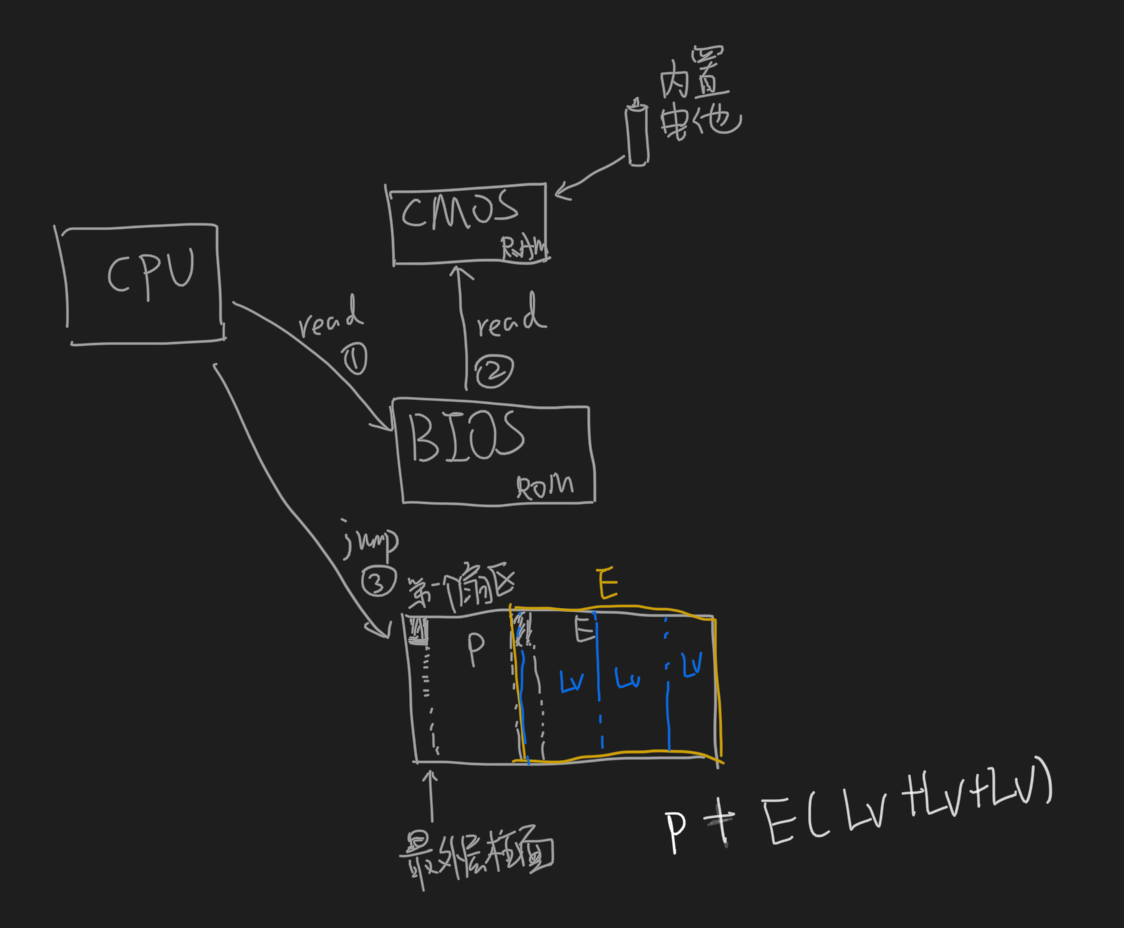 内置
电池
CMOS
RAM
CPU
read
①
read
②
BIOS
ROM
jump
③
第一个扇区
E
P
E
Lv
Lv
Lv
P + E(Lv+Lv+Lv)
最外层柱面